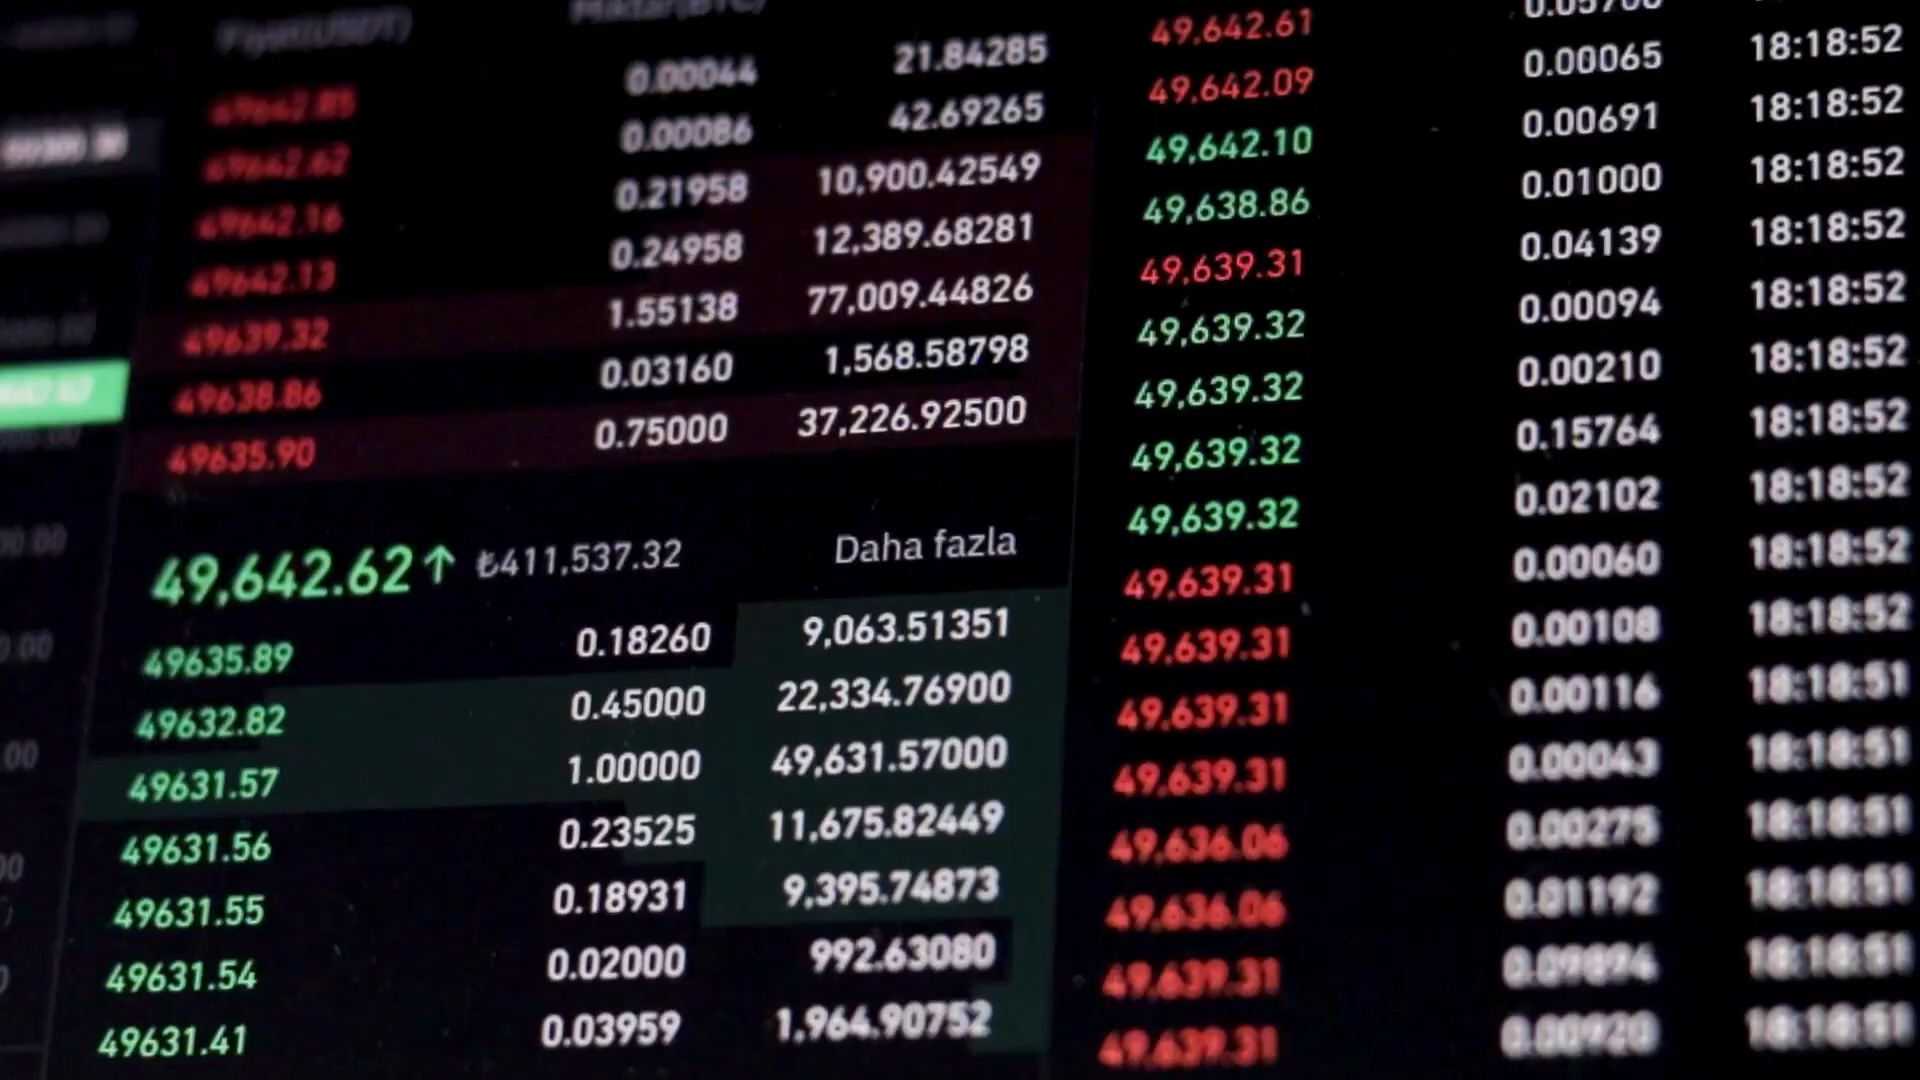 Fiyat(USDT) Miktar(BTC)
49642.85 0.00044 21.84285
49642.62 0.00086 42.69265
49642.16 0.21958 10,900.42549
49642.13 0.24958 12,389.68281
49639.32 1.55138 77,009.44826
49638.86 0.03160 1,568.58798
49635.90 0.75000 37,226.92500
49,642.62↑ ₺411,537.32 Daha fazla
49635.89 0.18260 9,063.51351
49632.82 0.45000 22,334.76900
49631.57 1.00000 49,631.57000
49631.56 0.23525 11,675.82449
49631.55 0.18931 9,395.74873
49631.54 0.02000 992.63080
49631.41 0.03959 1,964.90752
49,642.61 0.00065 18:18:52
49,642.09 0.00691 18:18:52
49,642.10 0.01000 18:18:52
49,638.86 0.04139 18:18:52
49,639.31 0.00094 18:18:52
49,639.32 0.00210 18:18:52
49,639.32 0.15764 18:18:52
49,639.32 0.02102 18:18:52
49,639.32 0.00060 18:18:52
49,639.31 0.00108 18:18:52
49,639.31 0.00116 18:18:51
49,639.31 0.00043 18:18:51
49,639.31 0.00275 18:18:51
49,636.06 0.01192 18:18:51
49,636.06 0.09894 18:18:51
49,639.31 0.00920 18:18:51
49,639.31